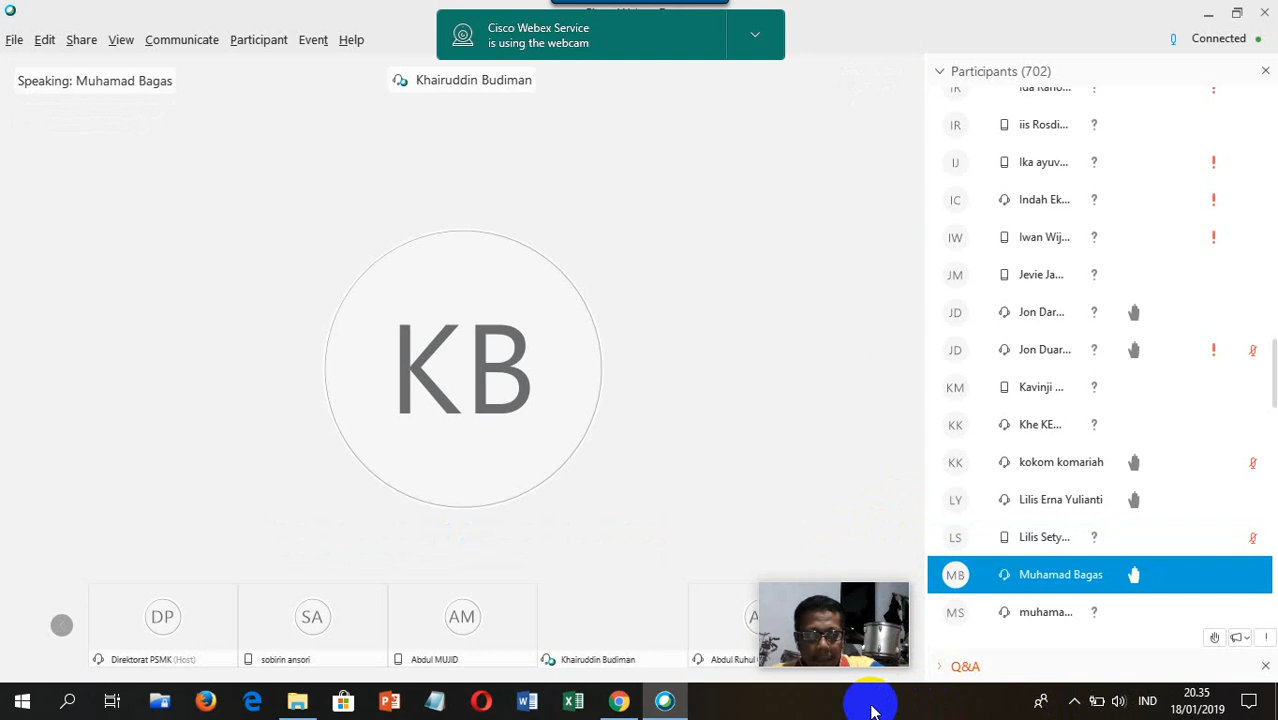 Cisco Webex Service
is using the webcam
File Edit Share View Communicate Participant Event Help
Connected
Speaking: Muhamad Bagas
Khairuddin Budiman
KB
DP
Direktorat PSMK (Host)
SA
sobirin ansori
AM
Abdul MUJID
Khairuddin Budiman
Abdul Ruhul
Participants (702)
IR
iis Rosdi...
IJ Ika ayuv...
IC Indah Ek...
IW Iwan Wij...
JM Jevie Ja...
JD Jon Dar...
JD Jon Duar...
KM Kavinji ...
KK Khe KE...
KK kokom komariah
LY Lilis Erna Yulianti
LS Lilis Sety...
MB Muhamad Bagas
MS muhama...
Q&A
IND
20.35
18/01/2019